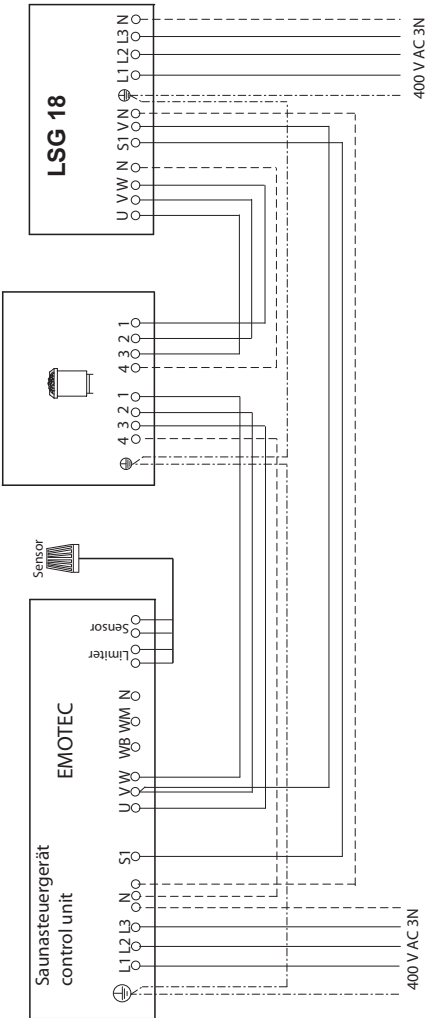 LSG 18
N L3 L2 L1
N V S1
N W V U
400 V AC 3N
1 2 3 4
1 2 3 4
Sensor
Saunasteuergerät
control unit
EMOTEC
Sensor
Limiter
N WM WB
W V U
S1
N
L3 L2 L1
400 V AC 3N